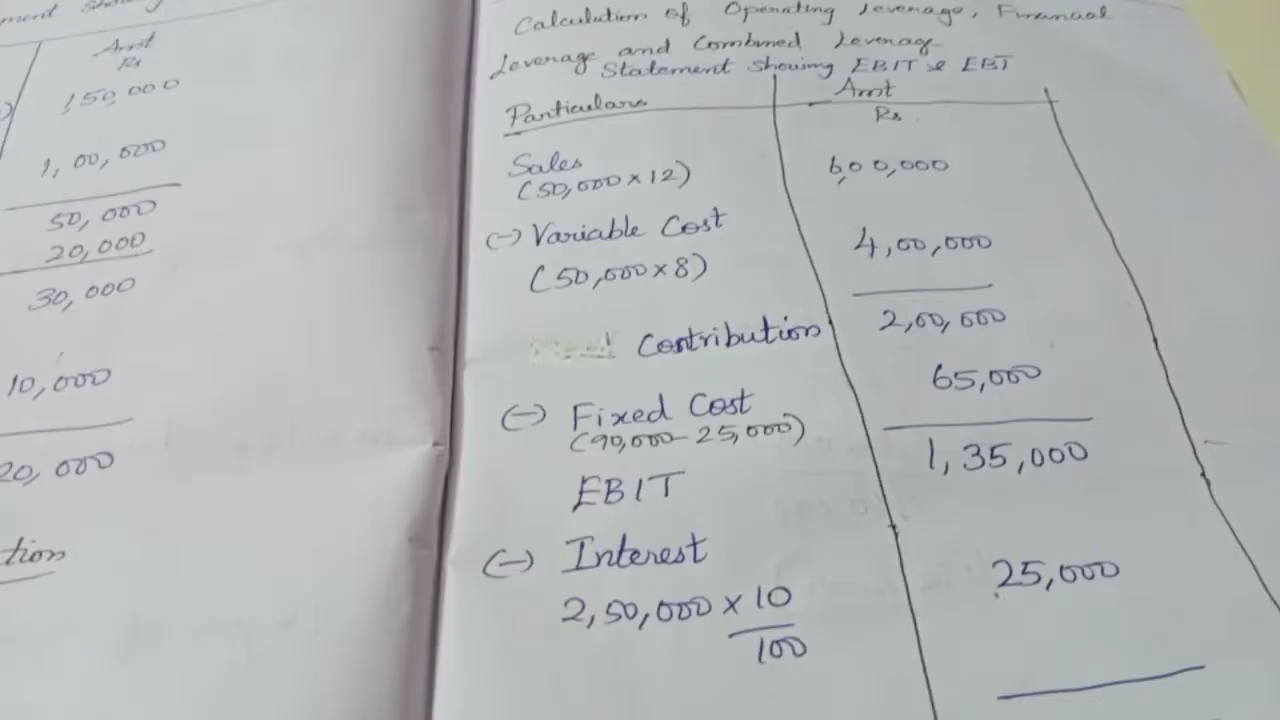 Amt
Rs
1,50,000
1,00,000
50,000
20,000
30,000
10,000
20,000
tion
Calculation of Operating Leverage, Financial
Leverage and Combined Leverage
Statement Showing EBIT & EBT
Particulars Amt
Rs
Sales 6,00,000
(50,000 x 12)
(-) Variable Cost 4,00,000
(50,000 x 8)
Contribution 2,00,000
(-) Fixed Cost 65,000
(90,000 - 25,000)
EBIT 1,35,000
(-) Interest 25,000
2,50,000 x 10
100